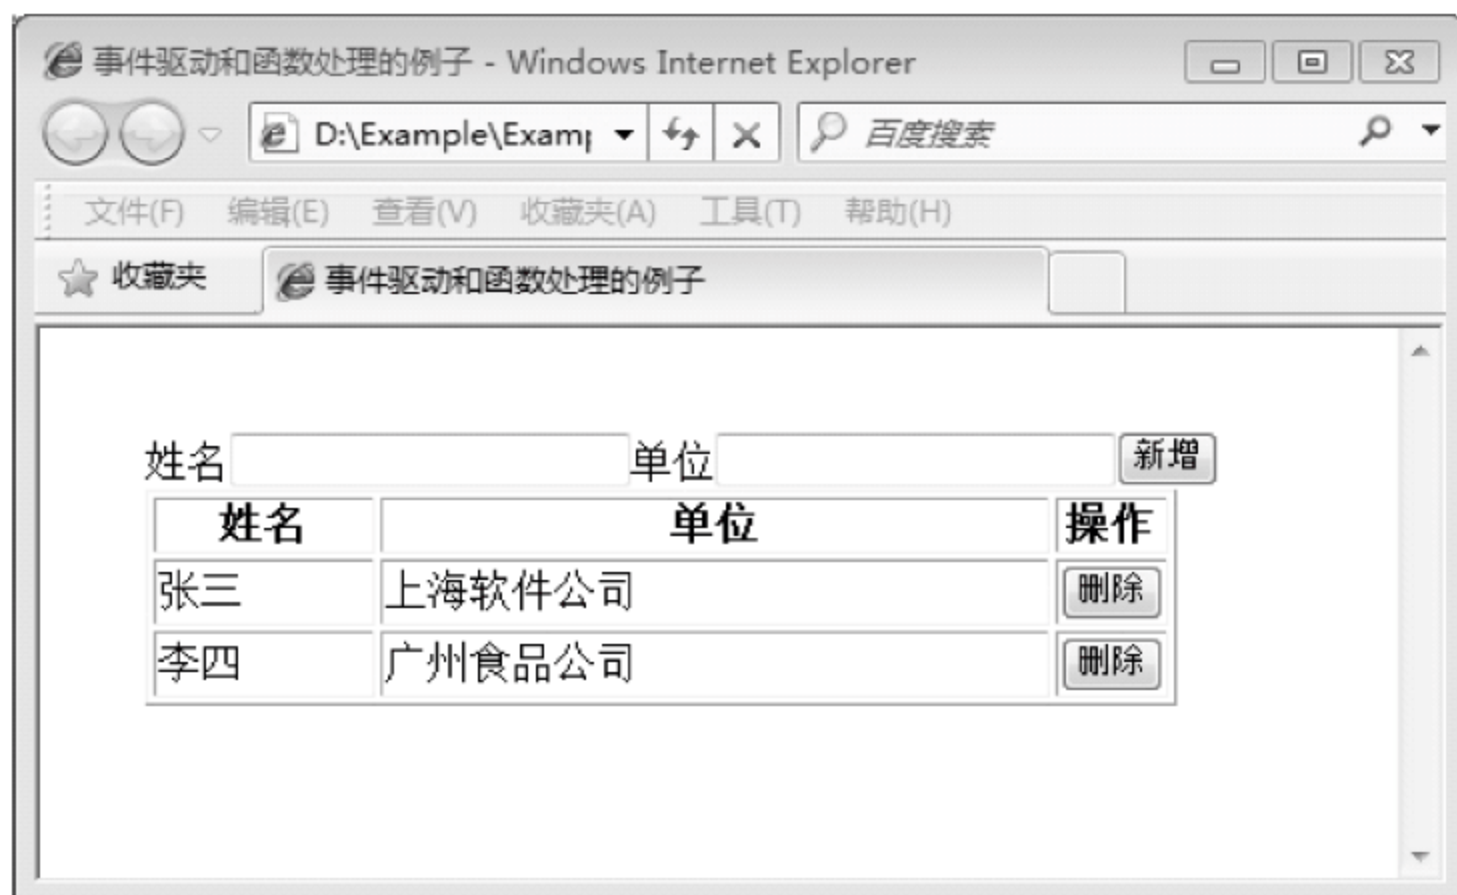 事件驱动和函数处理的例子 - Windows Internet Explorer
D:\Example\Examp 百度搜索
文件(F) 编辑(E) 查看(V) 收藏夹(A) 工具(T) 帮助(H)
收藏夹 事件驱动和函数处理的例子
姓名 单位 新增
姓名 单位 操作
张三 上海软件公司 删除
李四 广州食品公司 删除